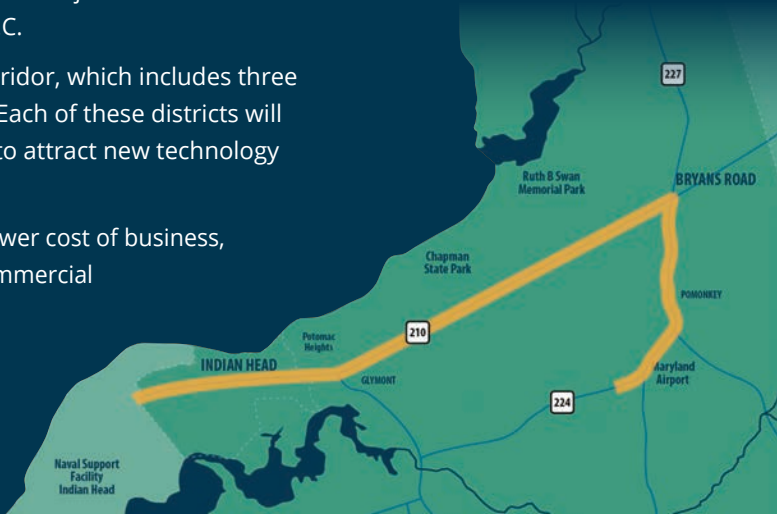 C.
ridor, which includes three
Each of these districts will
to attract new technology
wer cost of business,
mmercial
227
Ruth B Swan
Memorial Park
BRYANS ROAD
Chapman
State Park
POMONKEY
210
Potomac
Heights
INDIAN HEAD
GLYMONT
aryland
Airport
224
Naval Support
Facility
Indian Head